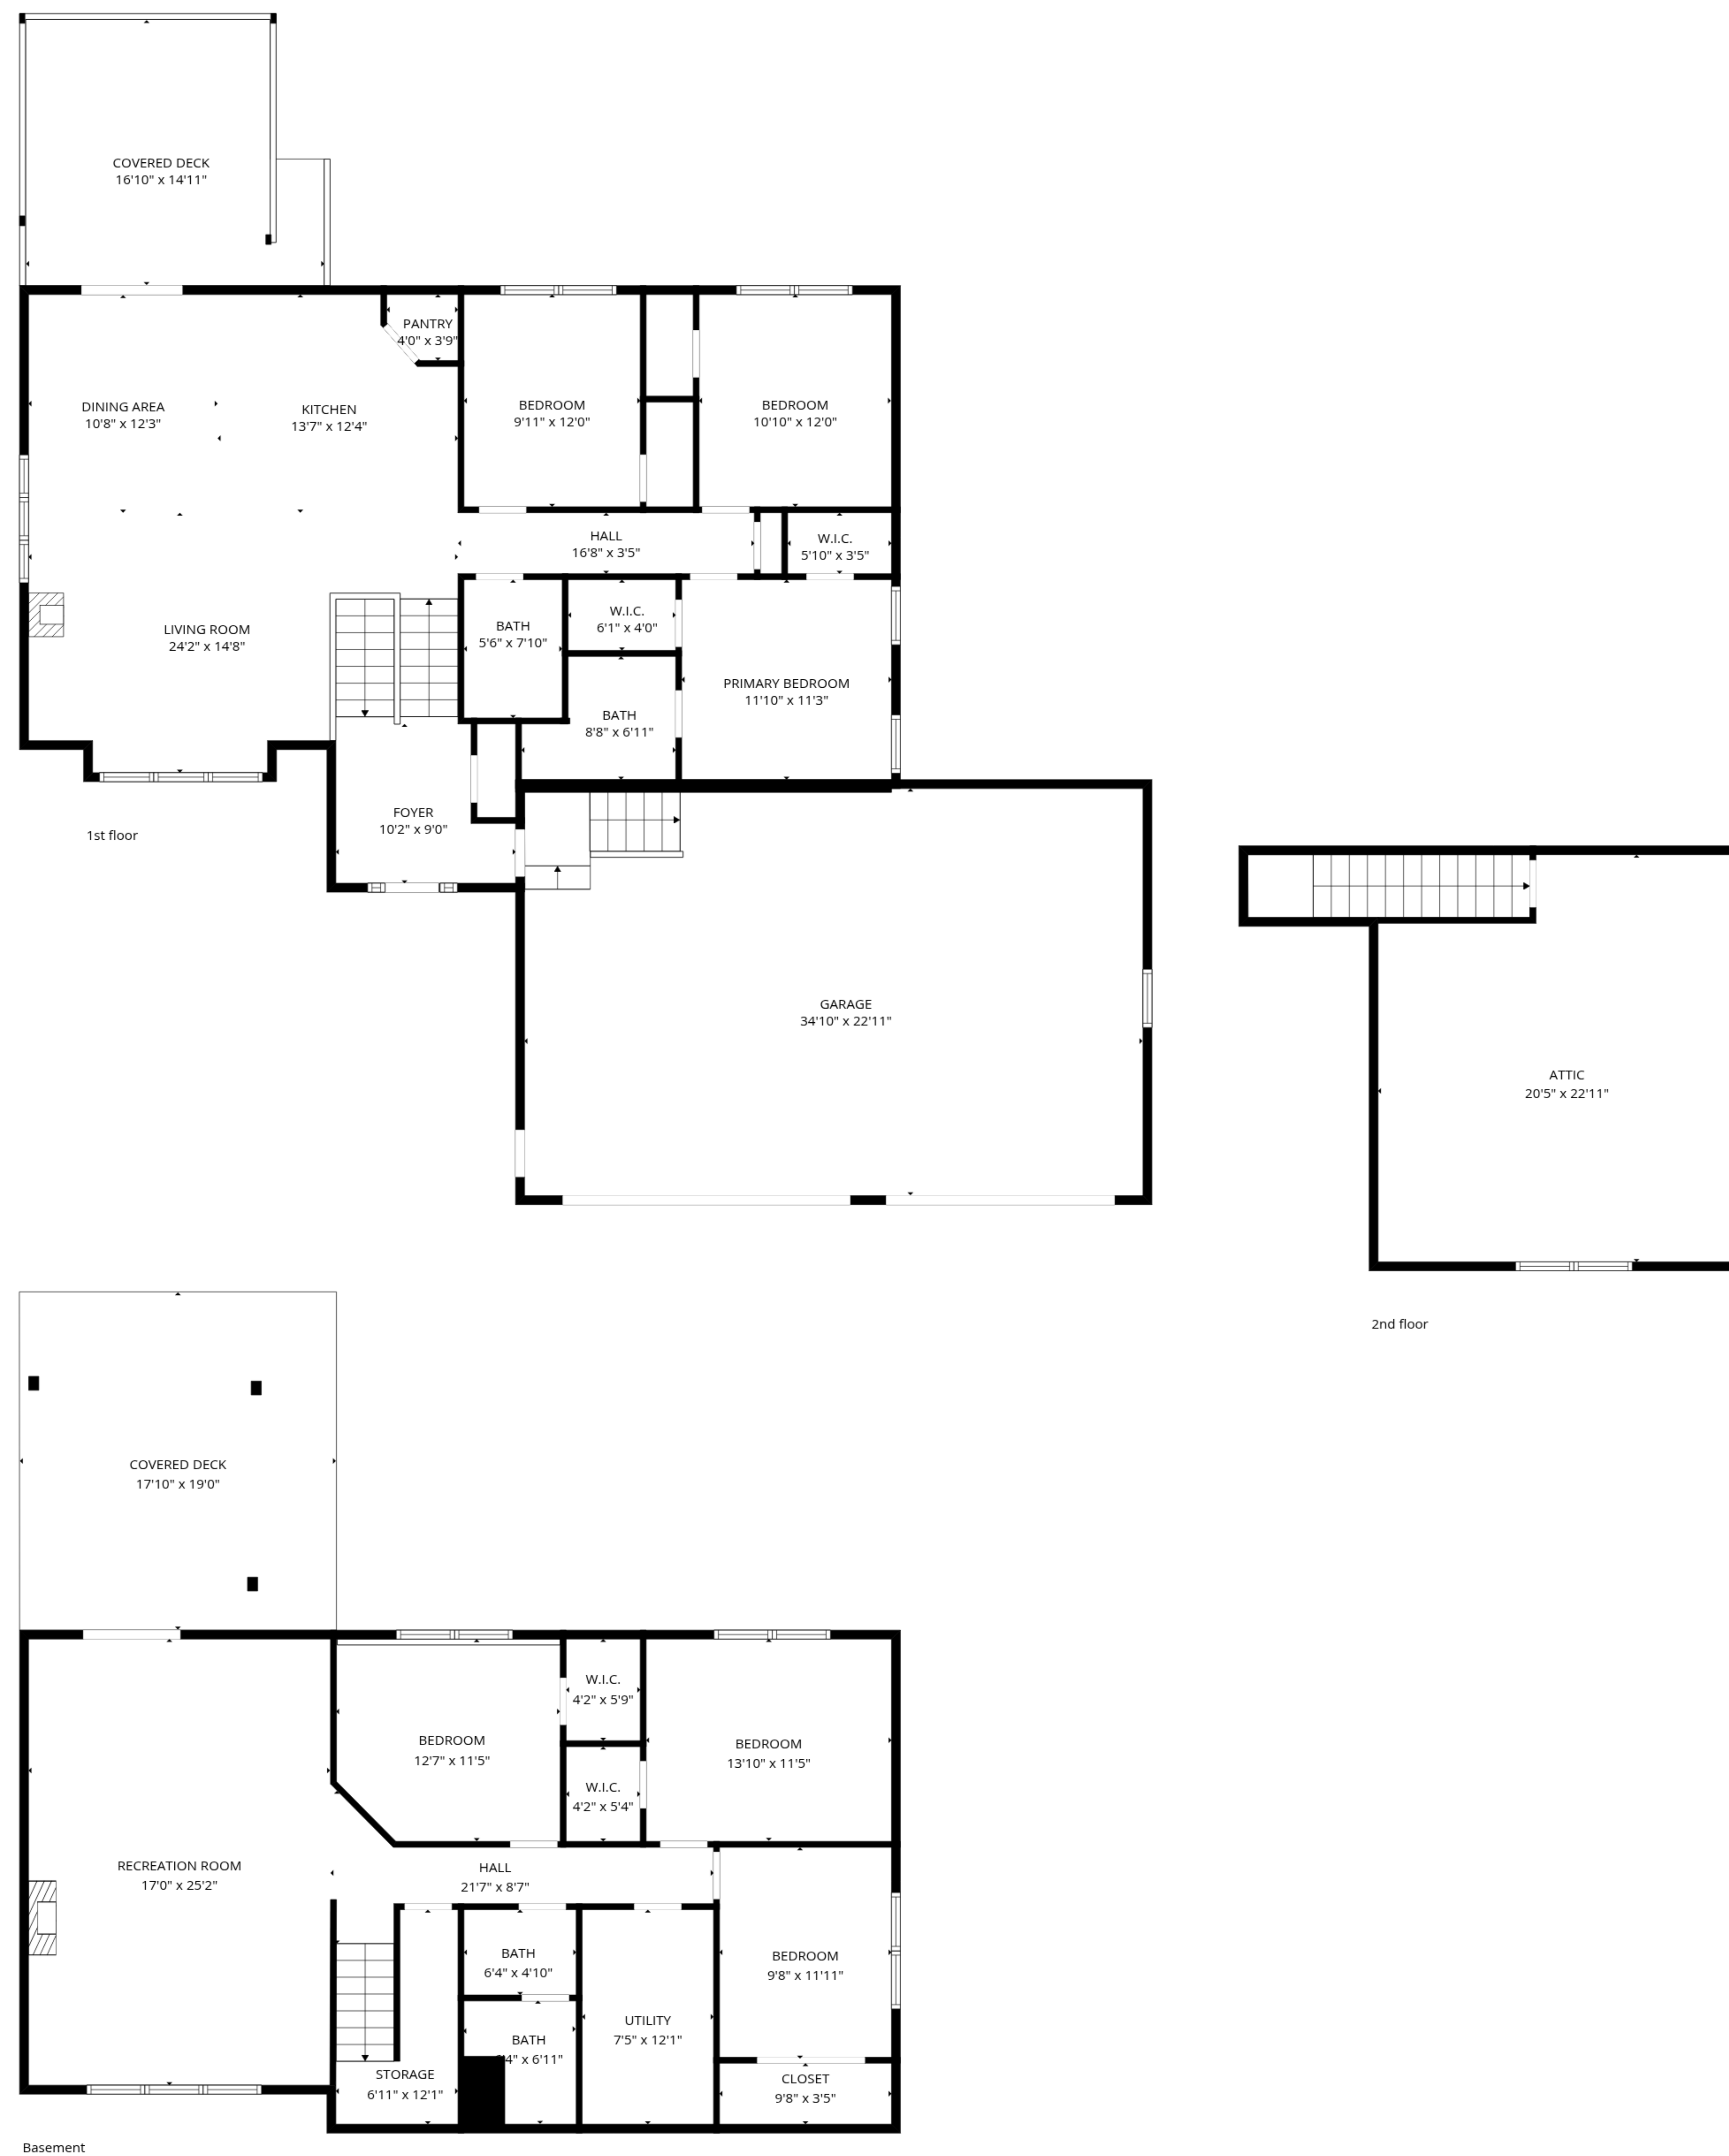 COVERED DECK
16'10" x 14'11"
PANTRY
4'0" x 3'9"
DINING AREA
10'8" x 12'3"
KITCHEN
13'7" x 12'4"
BEDROOM
9'11" x 12'0"
BEDROOM
10'10" x 12'0"
HALL
16'8" x 3'5"
W.I.C.
5'10" x 3'5"
LIVING ROOM
24'2" x 14'8"
BATH
5'6" x 7'10"
W.I.C.
6'1" x 4'0"
PRIMARY BEDROOM
11'10" x 11'3"
BATH
8'8" x 6'11"
FOYER
10'2" x 9'0"
1st floor
GARAGE
34'10" x 22'11"
ATTIC
20'5" x 22'11"
2nd floor
COVERED DECK
17'10" x 19'0"
W.I.C.
4'2" x 5'9"
BEDROOM
12'7" x 11'5"
BEDROOM
13'10" x 11'5"
W.I.C.
4'2" x 5'4"
RECREATION ROOM
17'0" x 25'2"
HALL
21'7" x 8'7"
BATH
6'4" x 4'10"
BEDROOM
9'8" x 11'11"
UTILITY
7'5" x 12'1"
BATH
4" x 6'11"
STORAGE
6'11" x 12'1"
CLOSET
9'8" x 3'5"
Basement